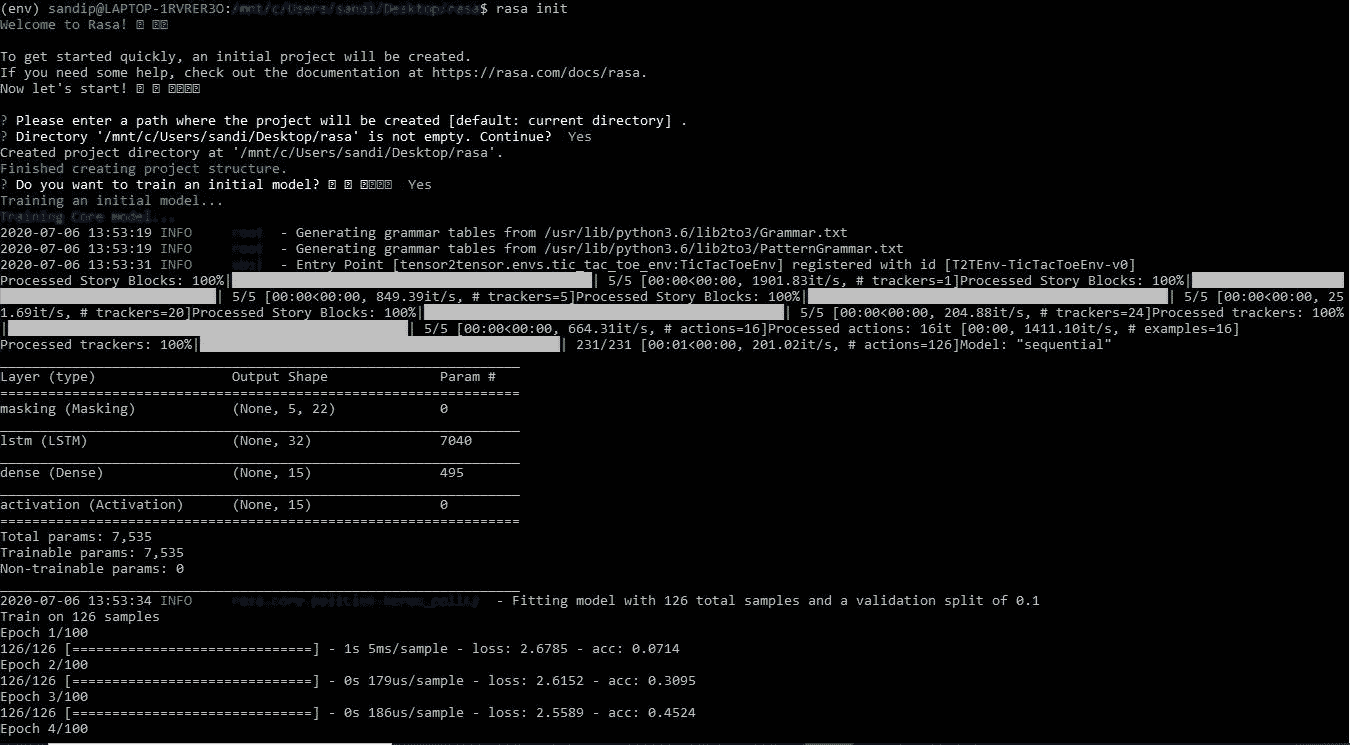 (env) sandip@LAPTOP-1RVRER3O:/mnt/c/Users/sandi/Desktop/rasa$ rasa init
Welcome to Rasa!
To get started quickly, an initial project will be created.
If you need some help, check out the documentation at https://rasa.com/docs/rasa.
Now let's start!
? Please enter a path where the project will be created [default: current directory] .
? Directory '/mnt/c/Users/sandi/Desktop/rasa' is not empty. Continue?  Yes
Created project directory at '/mnt/c/Users/sandi/Desktop/rasa'.
Finished creating project structure.
? Do you want to train an initial model?  Yes
Training an initial model...
Training Core model...
2020-07-06 13:53:19 INFO     root  - Generating grammar tables from /usr/lib/python3.6/lib2to3/Grammar.txt
2020-07-06 13:53:19 INFO     root  - Generating grammar tables from /usr/lib/python3.6/lib2to3/PatternGrammar.txt
2020-07-06 13:53:31 INFO     - Entry Point [tensor2tensor.envs.tic_tac_toe_env:TicTacToeEnv] registered with id [T2TEnv-TicTacToeEnv-v0]
Processed Story Blocks: 100%| | 5/5 [00:00<00:00, 1901.83it/s, # trackers=1]Processed Story Blocks: 100%|
| 5/5 [00:00<00:00, 849.39it/s, # trackers=5]Processed Story Blocks: 100%| | 5/5 [00:00<00:00, 25
1.69it/s, # trackers=20]Processed Story Blocks: 100%| | 5/5 [00:00<00:00, 204.88it/s, # trackers=24]Processed trackers: 100%
| | 5/5 [00:00<00:00, 664.31it/s, # actions=16]Processed actions: 16it [00:00, 1411.10it/s, # examples=16]
Processed trackers: 100%| | 231/231 [00:01<00:00, 201.02it/s, # actions=126]Model: "sequential"
_________________________________________________________________
Layer (type)                 Output Shape              Param #
=================================================================
masking (Masking)            (None, 5, 22)             0
_________________________________________________________________
lstm (LSTM)                  (None, 32)                7040
_________________________________________________________________
dense (Dense)                (None, 15)                495
_________________________________________________________________
activation (Activation)      (None, 15)                0
=================================================================
Total params: 7,535
Trainable params: 7,535
Non-trainable params: 0
_________________________________________________________________
2020-07-06 13:53:34 INFO     rasa.core.policies.keras_policy  - Fitting model with 126 total samples and a validation split of 0.1
Train on 126 samples
Epoch 1/100
126/126 [==============================] - 1s 5ms/sample - loss: 2.6785 - acc: 0.0714
Epoch 2/100
126/126 [==============================] - 0s 179us/sample - loss: 2.6152 - acc: 0.3095
Epoch 3/100
126/126 [==============================] - 0s 186us/sample - loss: 2.5589 - acc: 0.4524
Epoch 4/100